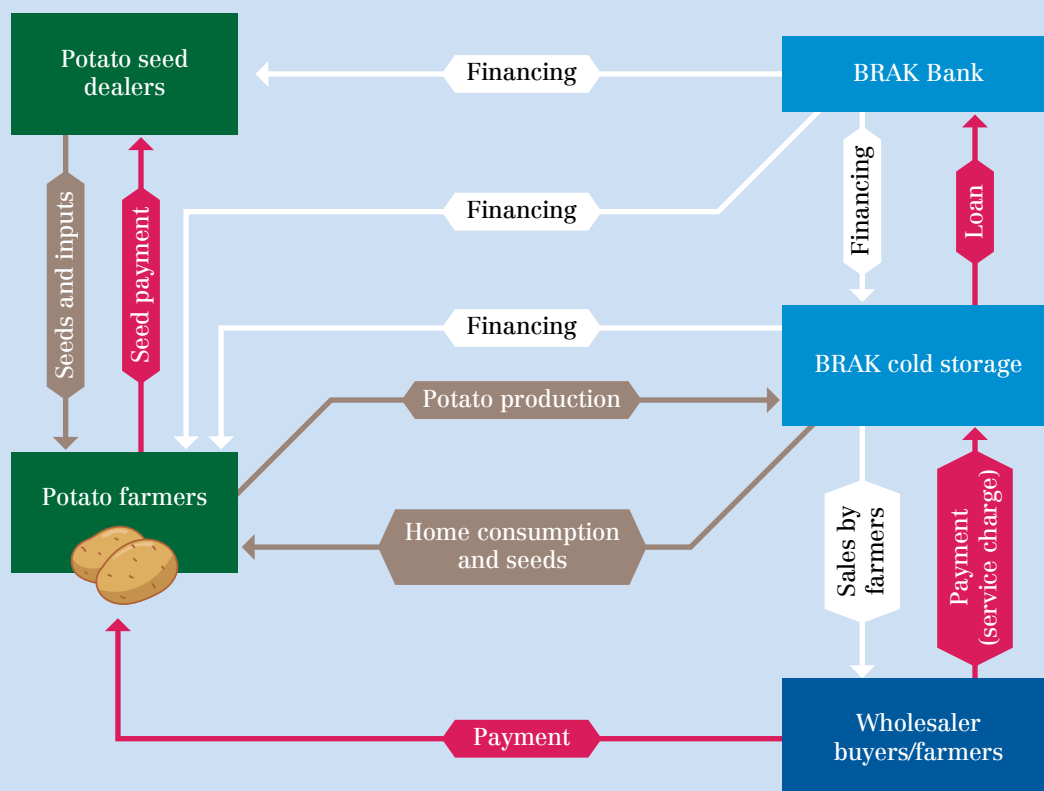 Potato seed
dealers
Financing
BRAK Bank
Seeds and inputs
Seed payment
Financing
Financing
Loan
Financing
BRAK cold storage
Potato production
Potato farmers
Home consumption
and seeds
Sales by
farmers
Payment
(service charge)
Payment
Wholesaler
buyers/farmers